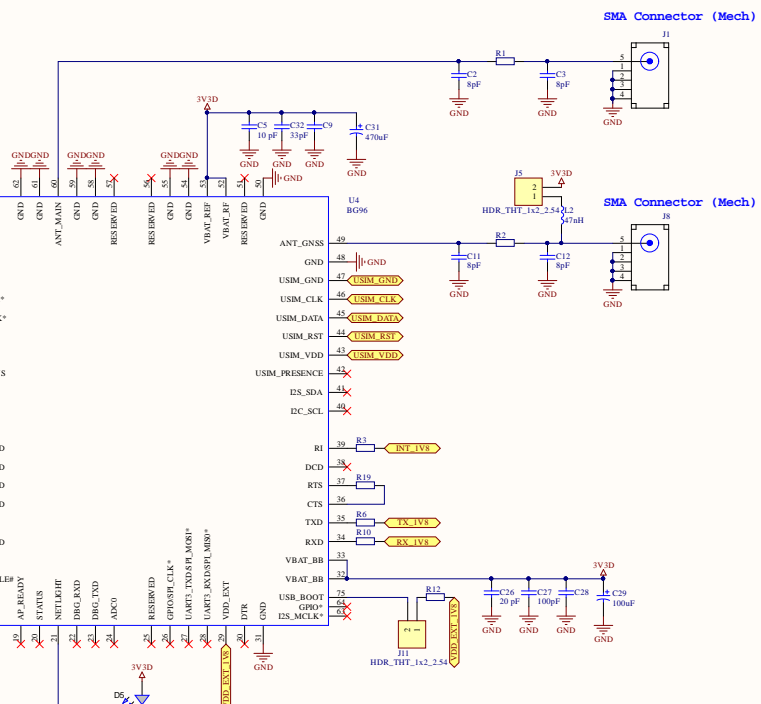 SMA Connector (Mech)
J1
R1
5
1
2
3
4
C2
8pF
C3
8pF
GND
GND
GND
3V3D
C5
10 pF
C32
33pF
C9
C31
470uF
GND
GND
GND
GND
GND GND
GND GND
GND GND
GND
62
61
60
59
58
57
56
55
54
53
52
51
50
GND
GND
ANT_MAIN
GND
GND
RESERVED
RESERVED
GND
GND
VBAT_REF
VBAT_RF
RESERVED
GND
U4
BG96
J5
2
1
3V3D
HDR_THT_1x2_2.54
L2
47nH
SMA Connector (Mech)
J8
R2
5
1
2
3
4
C11
8pF
C12
8pF
GND
GND
GND
ANT_GNSS 49
GND 48 GND
USIM_GND 47 USIM_GND
USIM_CLK 46 USIM_CLK
USIM_DATA 45 USIM_DATA
USIM_RST 44 USIM_RST
USIM_VDD 43 USIM_VDD
USIM_PRESENCE 42
I2S_SDA 41
I2C_SCL 40
RI 39 R3 INT_1V8
DCD 38
RTS 37 R19
CTS 36
TXD 35 R6 TX_1V8
RXD 34 R10 RX_1V8
VBAT_BB 33
VBAT_BB 32
USB_BOOT 75
GPIO* 64
I2S_MCLK* 63
R12
VDD_EXT_1V8
2 1
J11
HDR_THT_1x2_2.54
3V3D
C26
20 pF
C27
100pF
C28
C29
100uF
GND
GND
GND
GND
AP_READY
STATUS
NETLIGHT
DBG_RXD
DBG_TXD
ADC0
RESERVED
GPIO/SPI_CLK*
UART3_TXD/SPI_MOSI*
UART3_RXD/SPI_MISO*
VDD_EXT
DTR
GND
19
20
21
22
23
24
25
26
27
28
29
30
31
GND
3V3D
D5